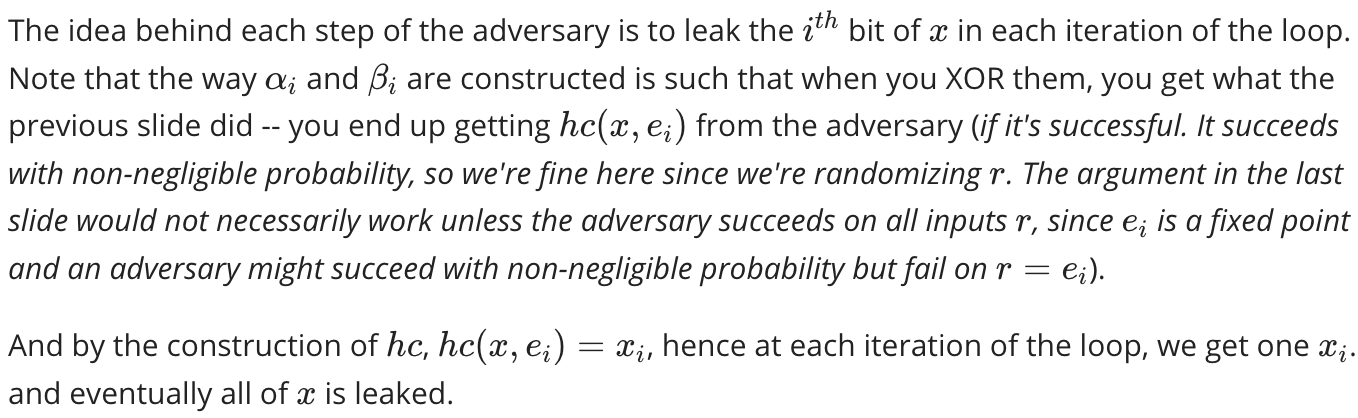 The idea behind each step of the adversary is to leak the i^{th} bit of x in each iteration of the loop.
Note that the way α_i and β_i are constructed is such that when you XOR them, you get what the
previous slide did -- you end up getting hc(x, e_i) from the adversary (if it's successful. It succeeds
with non-negligible probability, so we're fine here since we're randomizing r. The argument in the last
slide would not necessarily work unless the adversary succeeds on all inputs r, since e_i is a fixed point
and an adversary might succeed with non-negligible probability but fail on r = e_i).
And by the construction of hc, hc(x, e_i) = x_i, hence at each iteration of the loop, we get one x_i.
and eventually all of x is leaked.